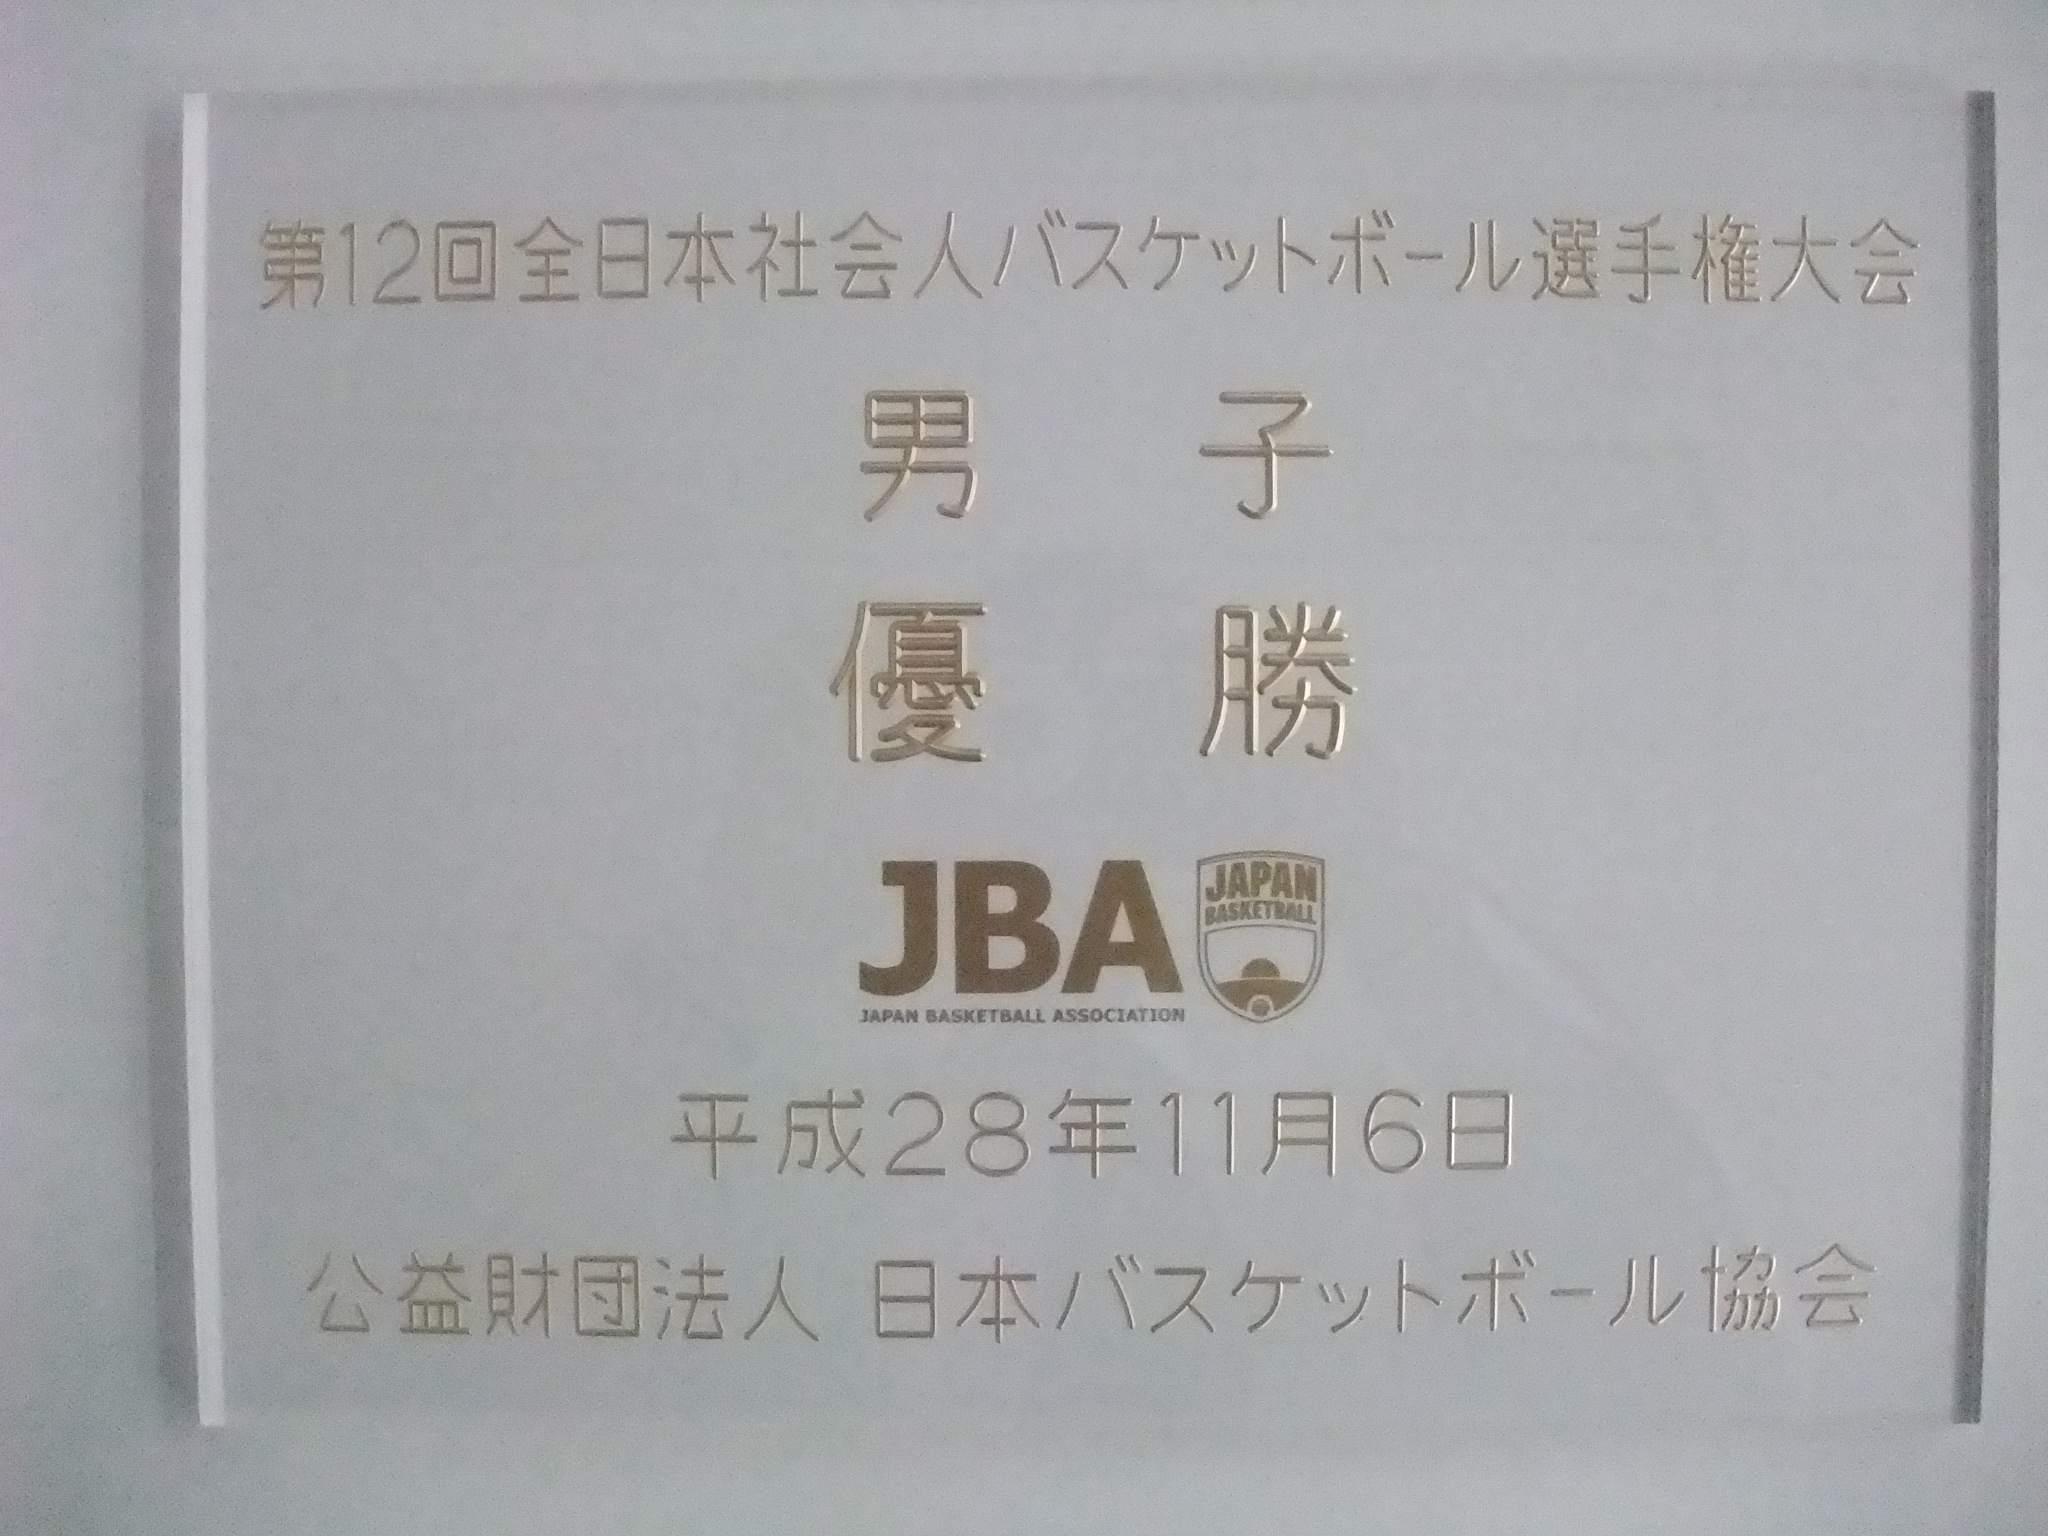 第12回全日本社会人バスケットボール選手権大会
男 子
優 勝
JBA
JAPAN BASKETBALL ASSOCIATION
JAPAN
BASKETBALL
平成28年11月6日
公益財団法人 日本バスケットボール協会